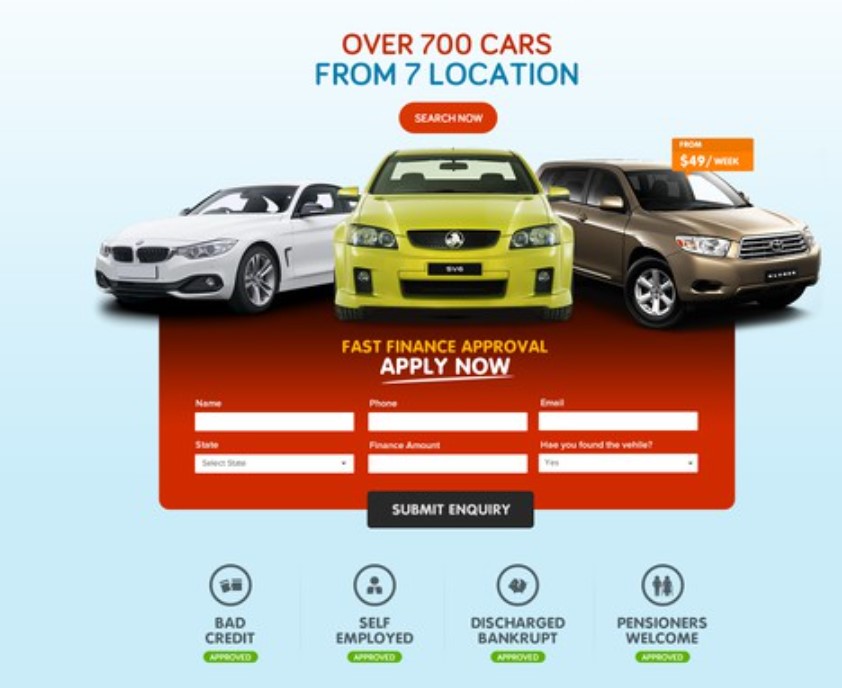 OVER 700 CARS
FROM 7 LOCATION
SEARCH NOW
FROM
$49/ WEEK
SV6
FAST FINANCE APPROVAL
APPLY NOW
Name Phone Email
State Finance Amount Hae you found the vehile?
Select State Yes
SUBMIT ENQUIRY
BAD CREDIT
APPROVED
SELF EMPLOYED
APPROVED
DISCHARGED BANKRUPT
APPROVED
PENSIONERS WELCOME
APPROVED